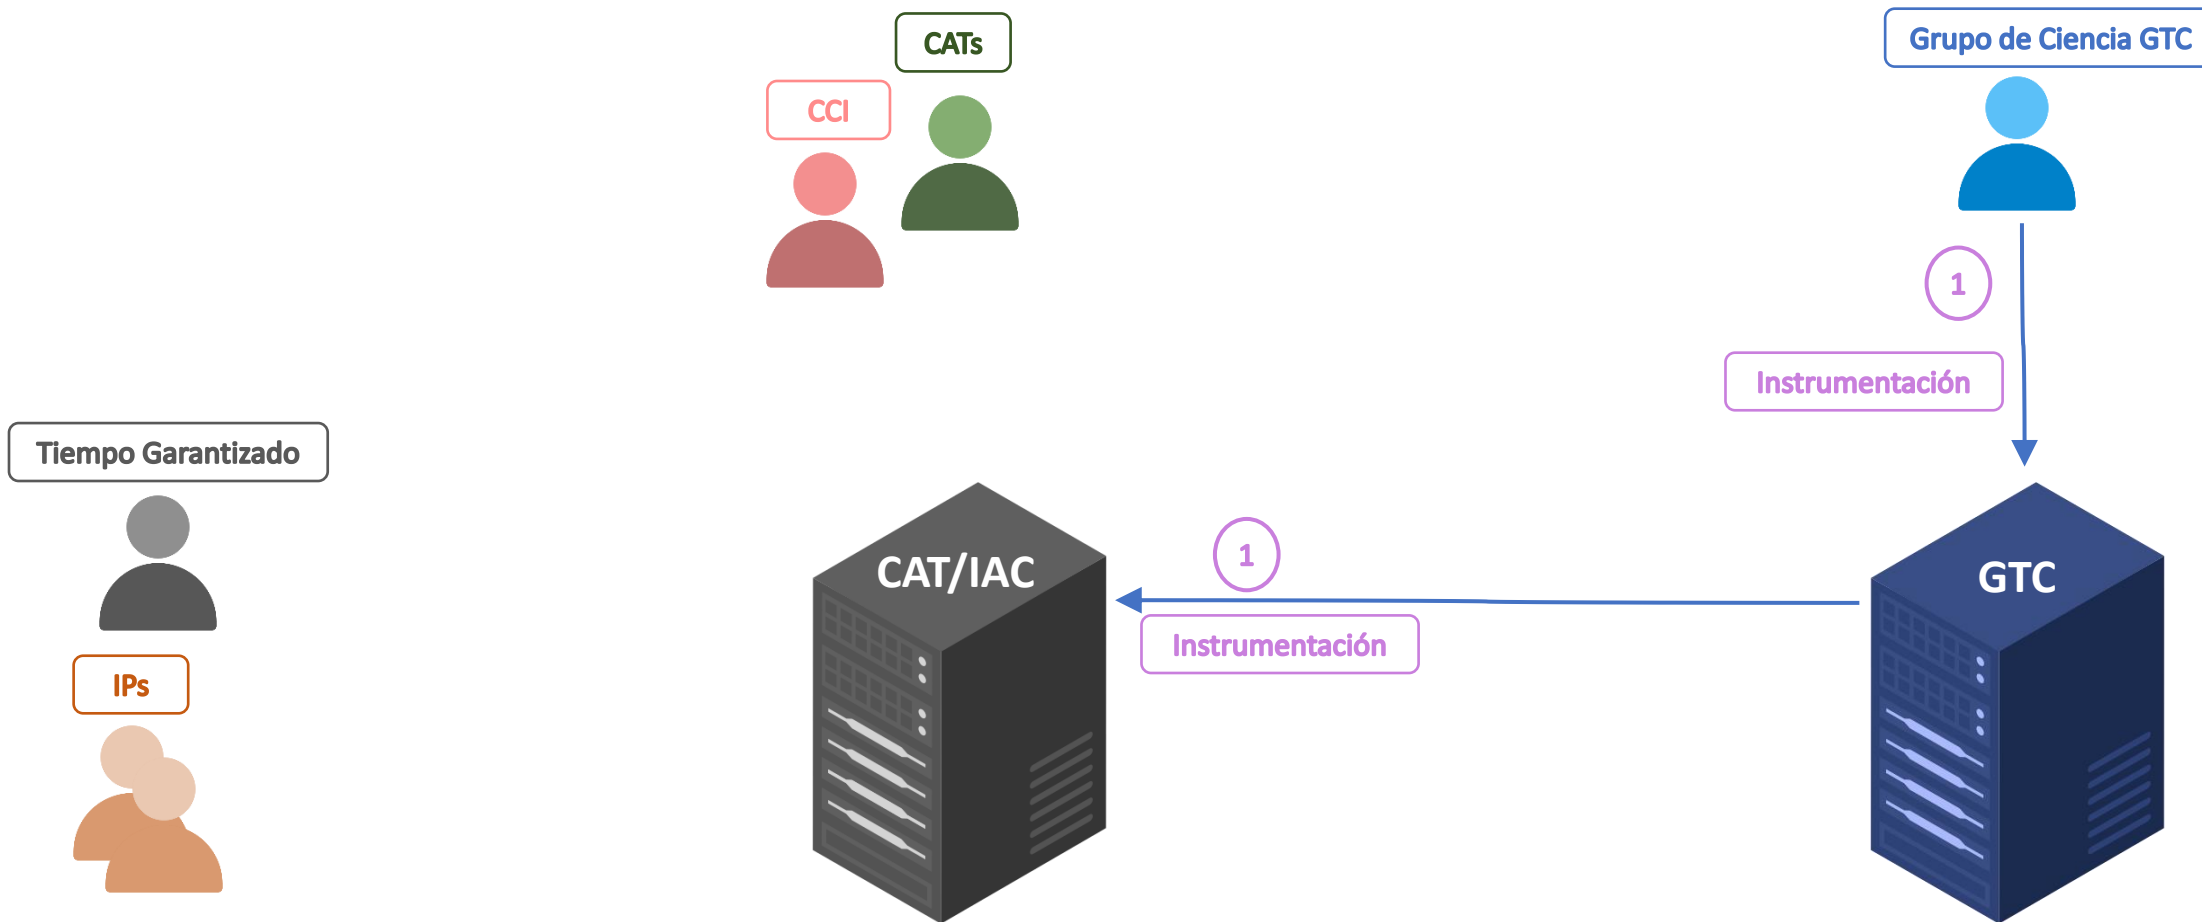 CATs
Grupo de Ciencia GTC
CCI
1
Instrumentación
Tiempo Garantizado
CAT/IAC
1
GTC
Instrumentación
IPs